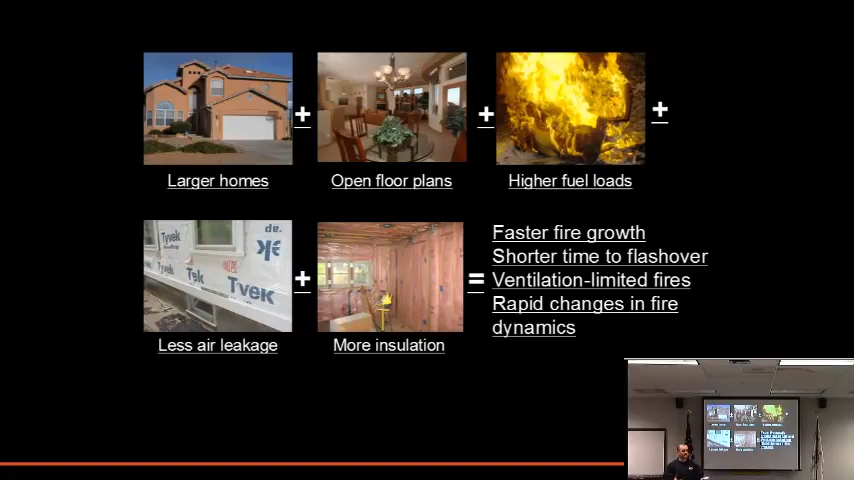 +
+
+
Larger homes
Open floor plans
Higher fuel loads
Tyvek
Tyvek
+
=
Faster fire growth
Shorter time to flashover
Ventilation-limited fires
Rapid changes in fire
dynamics
Less air leakage
More insulation